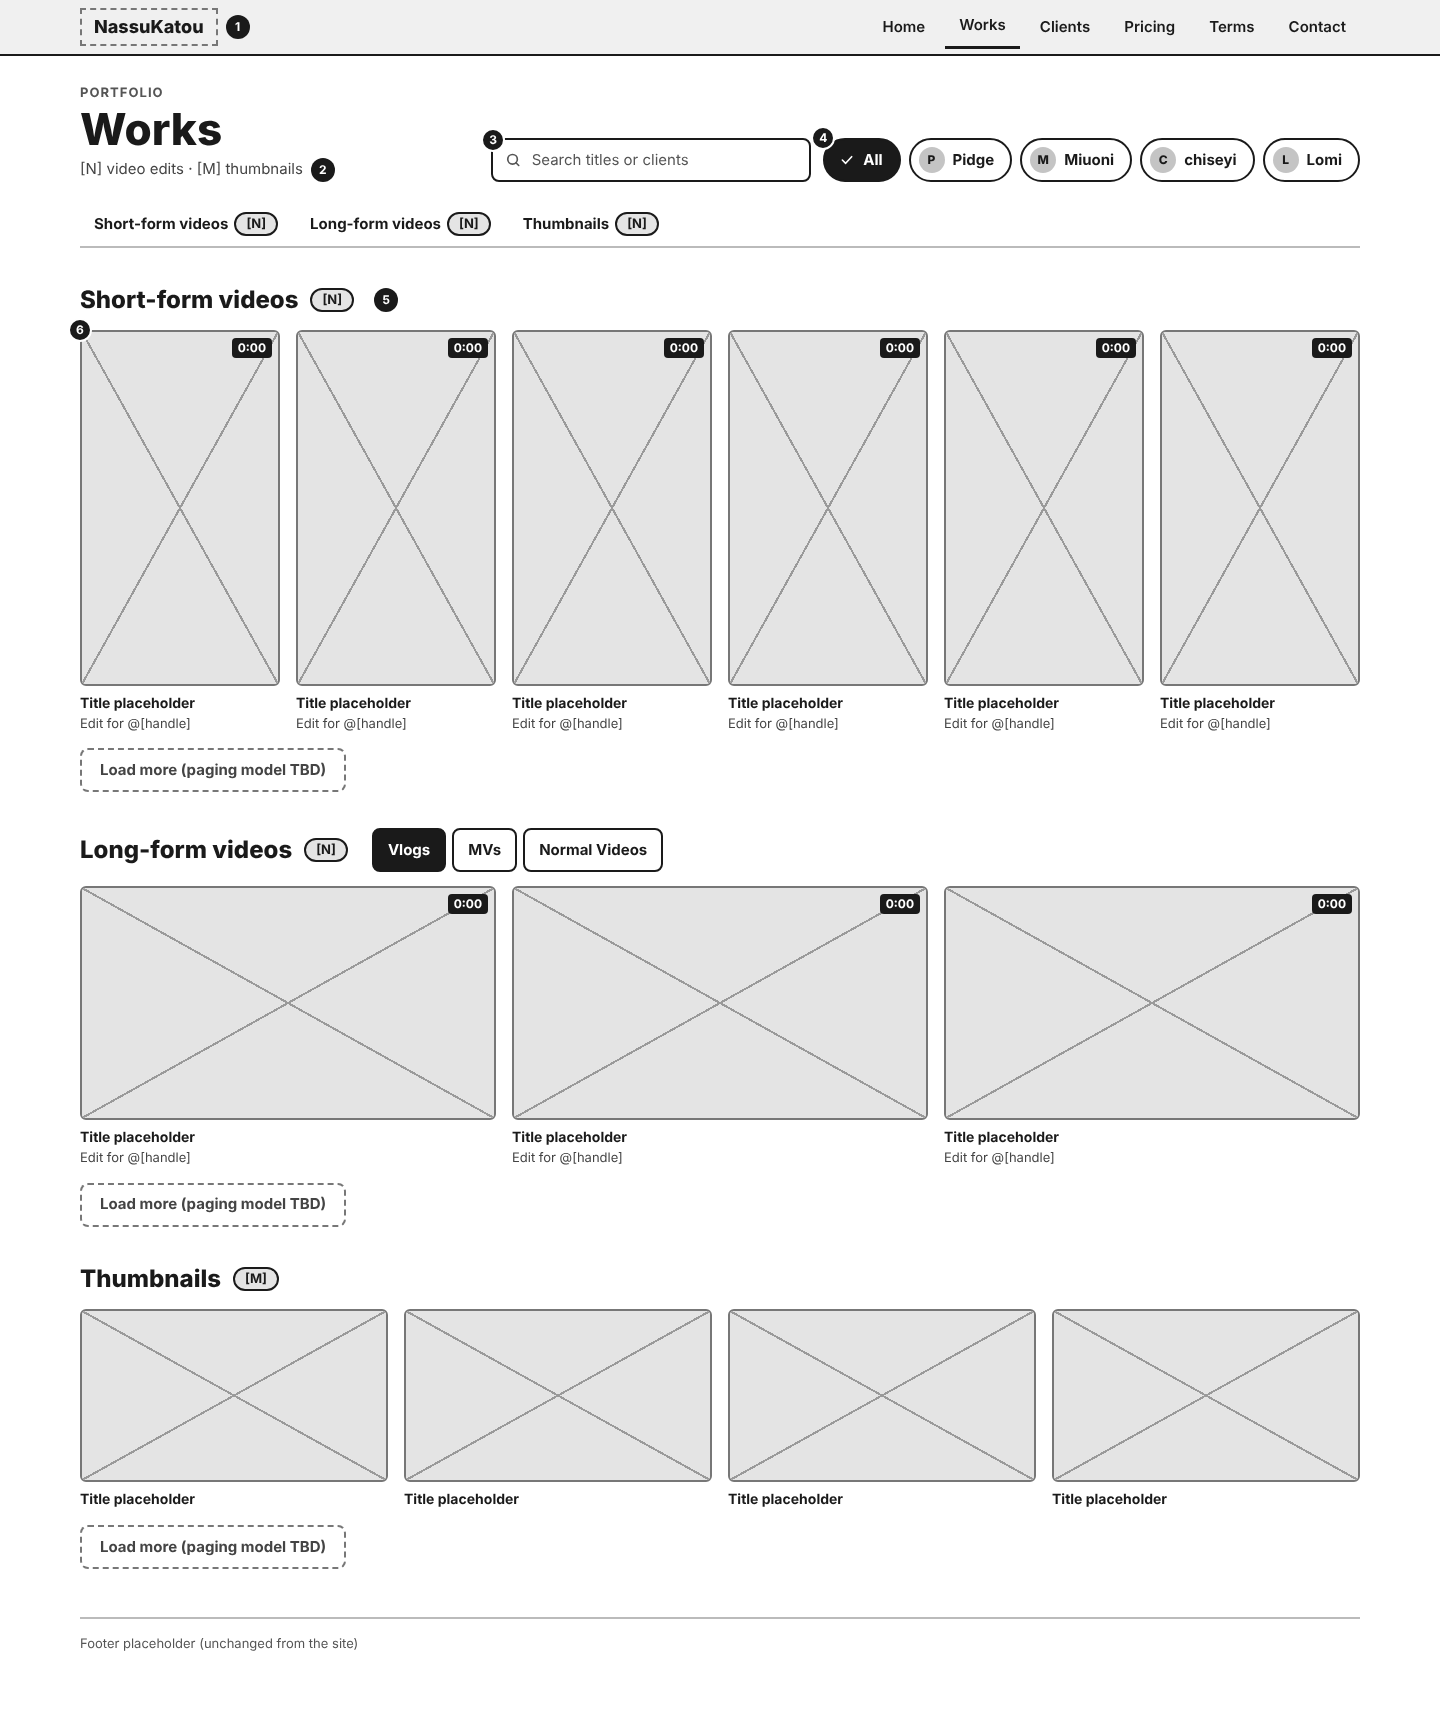 NassuKatou 1 Home Works Clients Pricing Terms Contact
PORTFOLIO
Works
[N] video edits · [M] thumbnails 2
3 Search titles or clients
4 All P Pidge M Miuoni C chiseyi L Lomi
Short-form videos [N] Long-form videos [N] Thumbnails [N]
Short-form videos [N] 5
6
0:00 0:00 0:00 0:00 0:00 0:00
Title placeholder Title placeholder Title placeholder Title placeholder Title placeholder Title placeholder
Edit for @[handle] Edit for @[handle] Edit for @[handle] Edit for @[handle] Edit for @[handle] Edit for @[handle]
Load more (paging model TBD)
Long-form videos [N] Vlogs MVs Normal Videos
0:00 0:00 0:00
Title placeholder Title placeholder Title placeholder
Edit for @[handle] Edit for @[handle] Edit for @[handle]
Load more (paging model TBD)
Thumbnails [M]
Title placeholder Title placeholder Title placeholder Title placeholder
Load more (paging model TBD)
Footer placeholder (unchanged from the site)